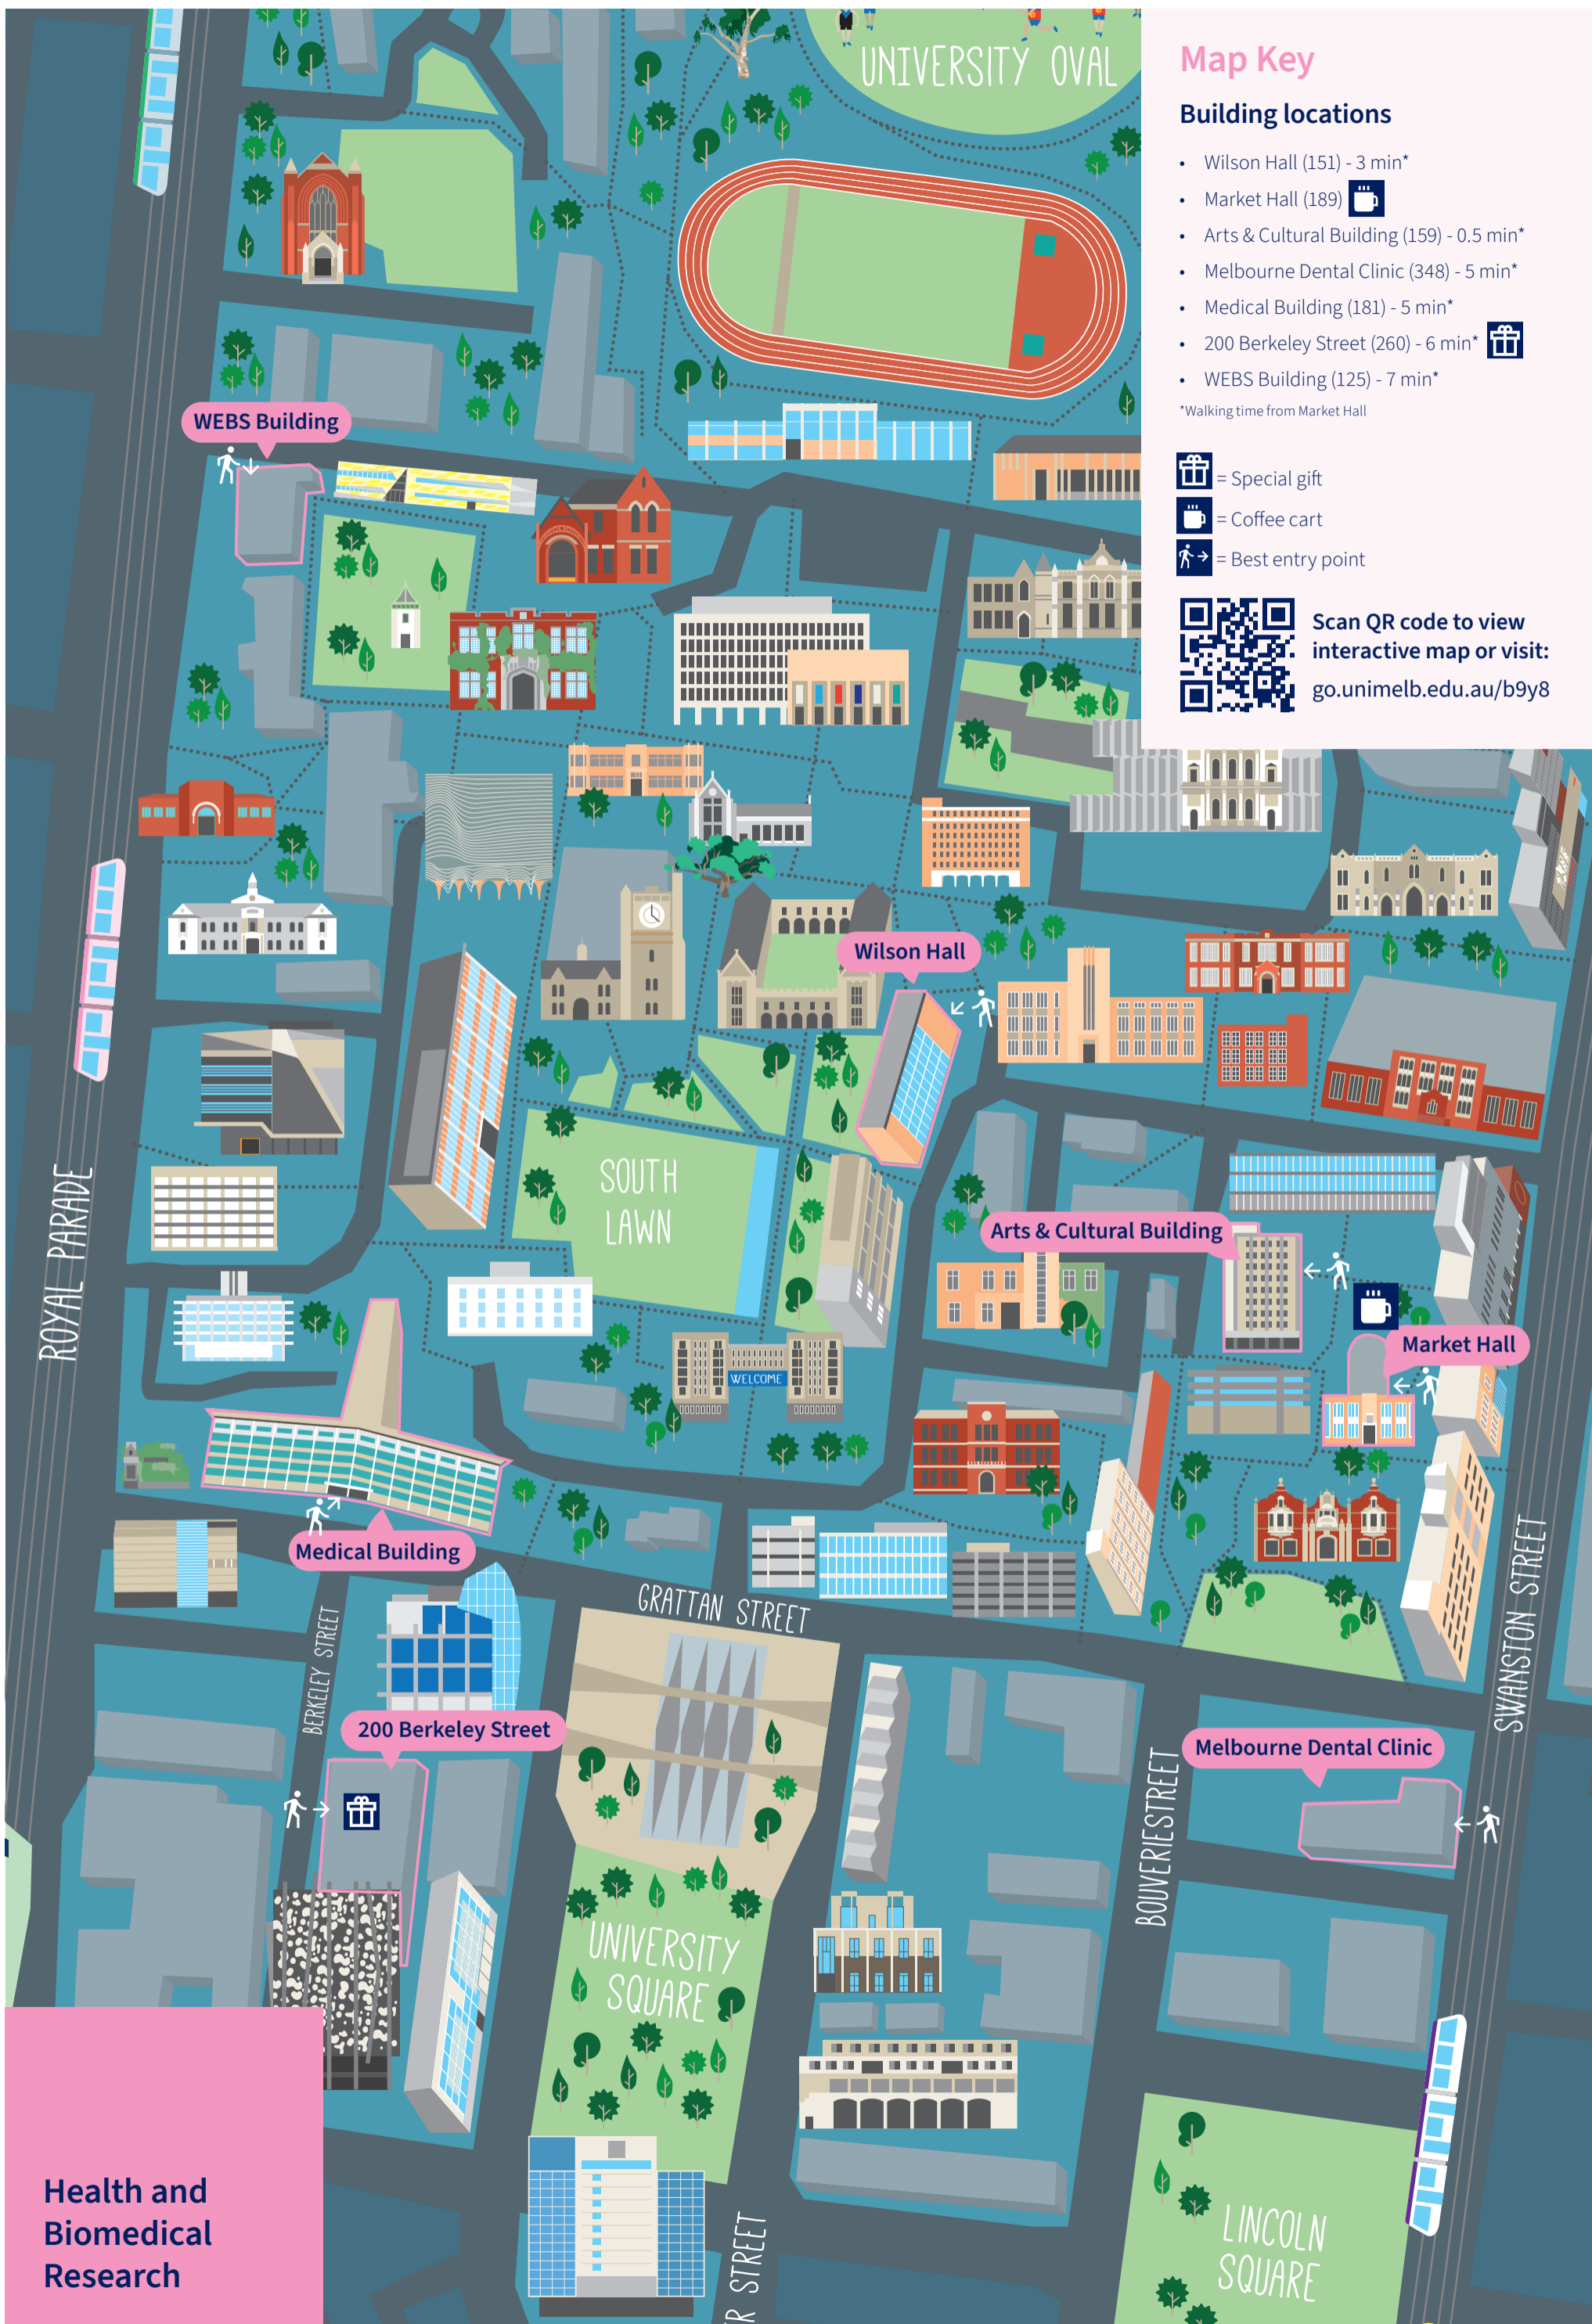 UNIVERSITY OVAL
Map Key
Building locations
• Wilson Hall (151) - 3 min*
• Market Hall (189)
• Arts & Cultural Building (159) - 0.5 min*
• Melbourne Dental Clinic (348) - 5 min*
• Medical Building (181) - 5 min*
• 200 Berkeley Street (260) - 6 min*
• WEBS Building (125) - 7 min*
*Walking time from Market Hall
= Special gift
= Coffee cart
= Best entry point
Scan QR code to view
interactive map or visit:
go.unimelb.edu.au/b9y8
WEBS Building
Wilson Hall
SOUTH
LAWN
Arts & Cultural Building
ROYAL PARADE
Market Hall
WELCOME
Medical Building
GRATTAN STREET
BERKELEY STREET
SWANSTON STREET
200 Berkeley Street
Melbourne Dental Clinic
BOUVERIESTREET
UNIVERSITY
SQUARE
Health and
Biomedical
Research
LINCOLN
SQUARE
R STREET